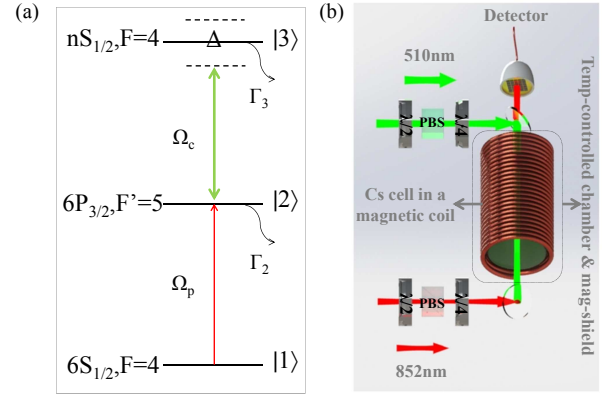 (a)
nS1/2,F=4
Δ
|3⟩
Γ3
Ωc
6P3/2,F'=5
|2⟩
Γ2
Ωp
6S1/2,F=4
|1⟩
(b)
Detector
510nm
λ/2
PBS
λ/4
Cs cell in a
magnetic coil
Temp-controlled
chamber & mag-shield
λ/2
PBS
λ/4
852nm